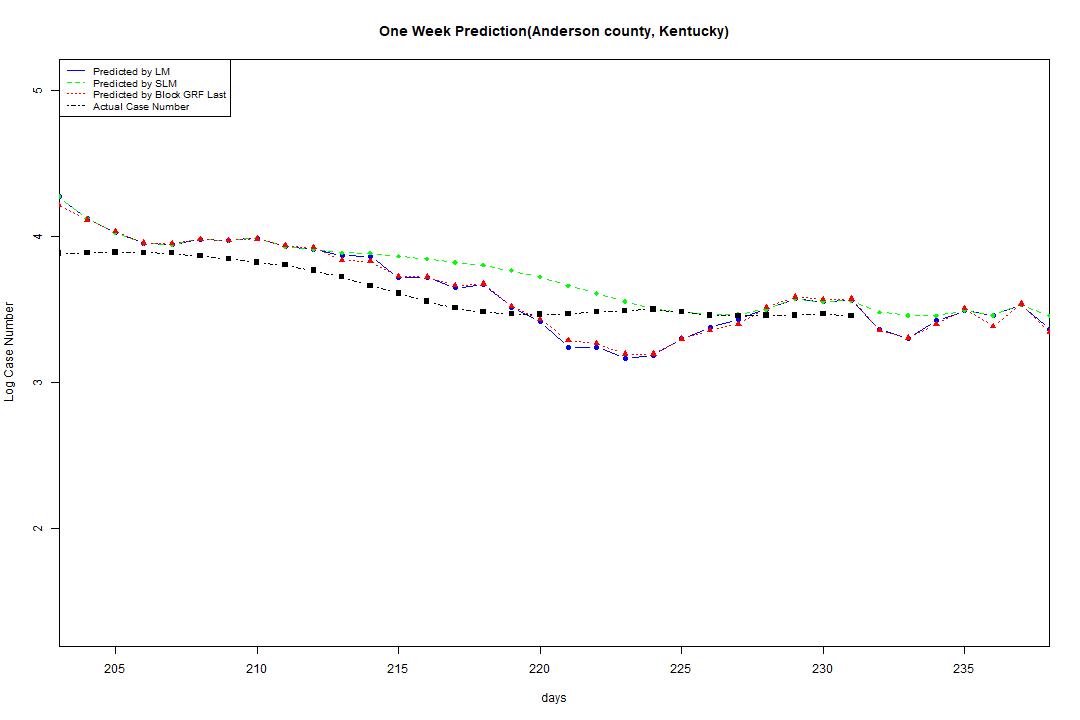 One Week Prediction(Anderson county, Kentucky)
Predicted by LM
Predicted by SLM
Predicted by Block GRF Last
Actual Case Number
5
4
3
2
Log Case Number
205 210 215 220 225 230 235
days